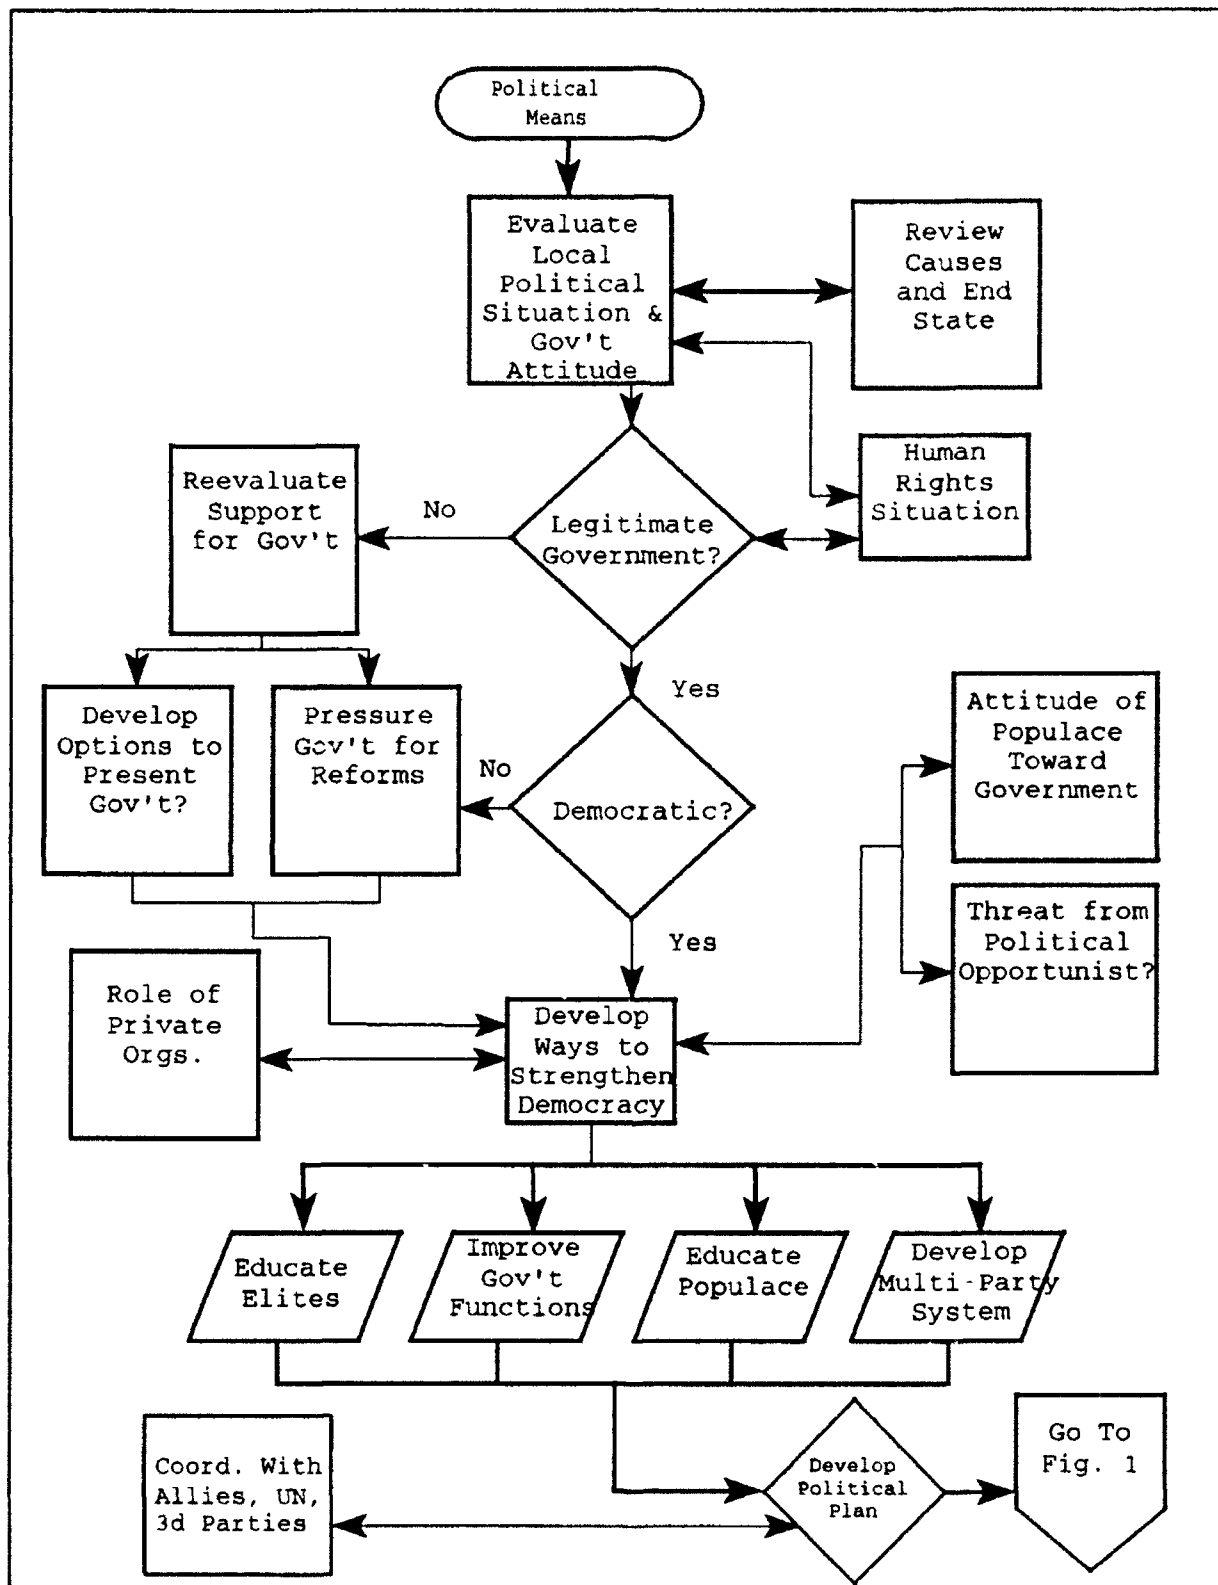 Political
Means
Evaluate
Local
Political
Situation &
Gov't
Attitude
Review
Causes
and End
State
Human
Rights
Situation
Reevaluate
Support
for Gov't
No
Legitimate
Government?
Yes
Develop
Options to
Present
Gov't?
Pressure
Gov't for
Reforms
No
Democratic?
Attitude of
Populace
Toward
Government
Yes
Threat from
Political
Opportunist?
Role of
Private
Orgs.
Develop
Ways to
Strengthen
Democracy
Educate
Elites
Improve
Gov't
Functions
Educate
Populace
Develop
Multi-Party
System
Coord. With
Allies, UN,
3d Parties
Develop
Political
Plan
Go To
Fig. 1